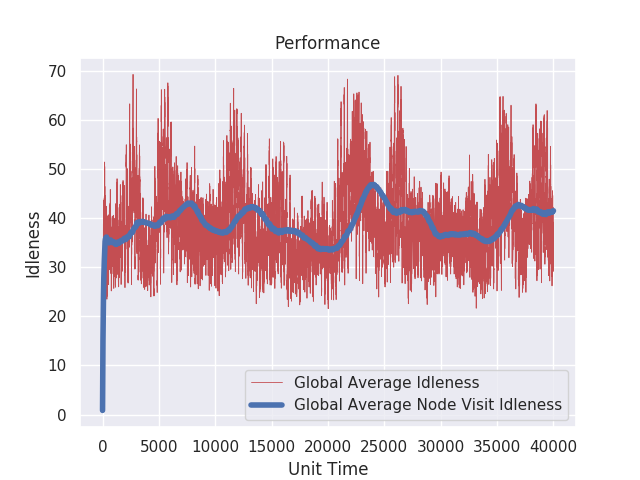 Performance
70
60
50
40
30
20
10
0
Idleness
Global Average Idleness
Global Average Node Visit Idleness
0 5000 10000 15000 20000 25000 30000 35000 40000
Unit Time